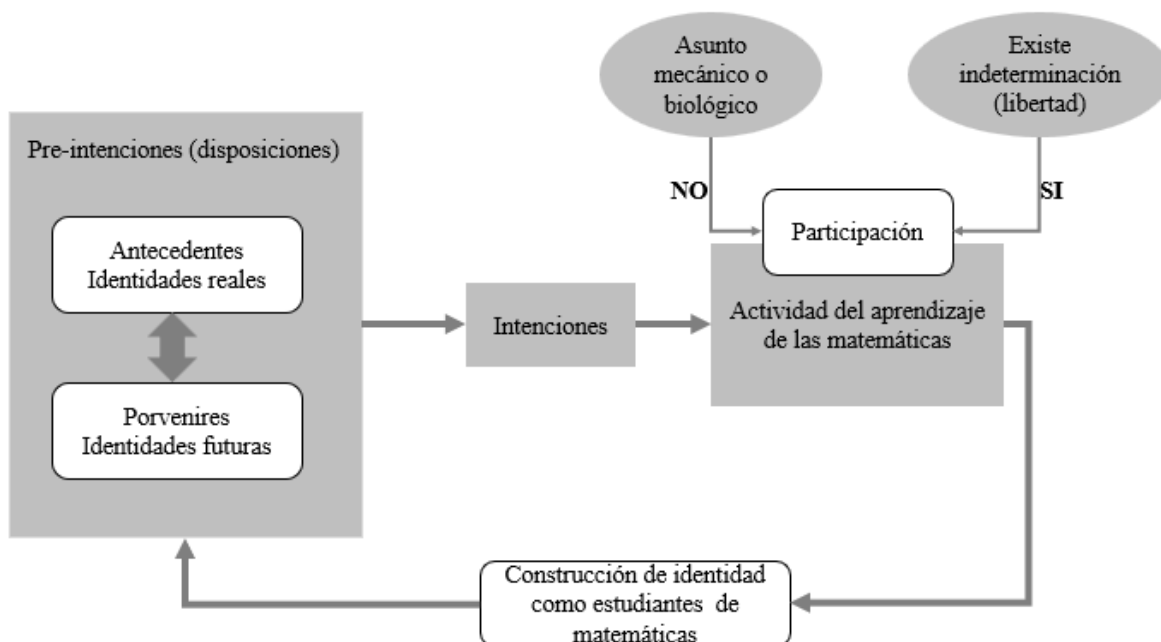 Asunto
mecánico o
biológico
Existe
indeterminación
(libertad)
NO
SI
Participación
Pre-intenciones (disposiciones)
Antecedentes
Identidades reales
Porvenires
Identidades futuras
Intenciones
Actividad del aprendizaje
de las matemáticas
Construcción de identidad
como estudiantes de
matemáticas